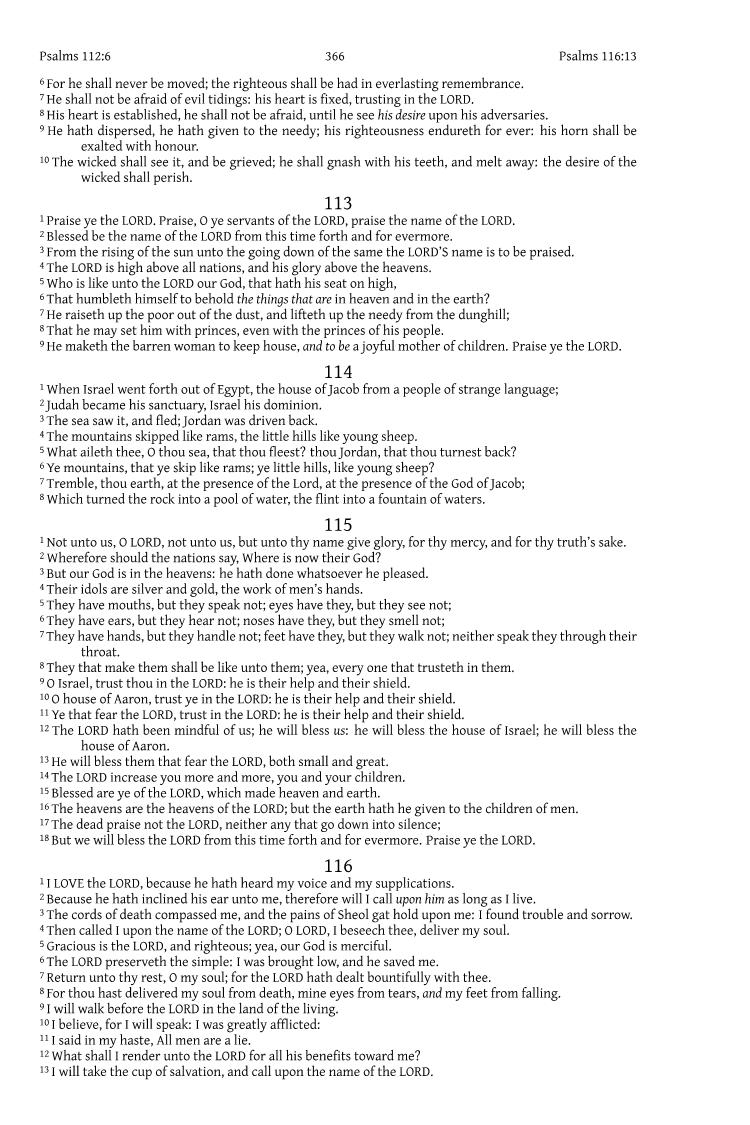 Psalms 112:6 366 Psalms 116:13
6 For he shall never be moved; the righteous shall be had in everlasting remembrance.
7 He shall not be afraid of evil tidings: his heart is fixed, trusting in the LORD.
8 His heart is established, he shall not be afraid, until he see his desire upon his adversaries.
9 He hath dispersed, he hath given to the needy; his righteousness endureth for ever: his horn shall be
exalted with honour.
10 The wicked shall see it, and be grieved; he shall gnash with his teeth, and melt away: the desire of the
wicked shall perish.
113
1 Praise ye the LORD. Praise, O ye servants of the LORD, praise the name of the LORD.
2 Blessed be the name of the LORD from this time forth and for evermore.
3 From the rising of the sun unto the going down of the same the LORD'S name is to be praised.
4 The LORD is high above all nations, and his glory above the heavens.
5 Who is like unto the LORD our God, that hath his seat on high,
6 That humbleth himself to behold the things that are in heaven and in the earth?
7 He raiseth up the poor out of the dust, and lifteth up the needy from the dunghill;
8 That he may set him with princes, even with the princes of his people.
9 He maketh the barren woman to keep house, and to be a joyful mother of children. Praise ye the LORD.
114
1 When Israel went forth out of Egypt, the house of Jacob from a people of strange language;
2 Judah became his sanctuary, Israel his dominion.
3 The sea saw it, and fled; Jordan was driven back.
4 The mountains skipped like rams, the little hills like young sheep.
5 What aileth thee, O thou sea, that thou fleest? thou Jordan, that thou turnest back?
6 Ye mountains, that ye skip like rams; ye little hills, like young sheep?
7 Tremble, thou earth, at the presence of the Lord, at the presence of the God of Jacob;
8 Which turned the rock into a pool of water, the flint into a fountain of waters.
115
1 Not unto us, O LORD, not unto us, but unto thy name give glory, for thy mercy, and for thy truth's sake.
2 Wherefore should the nations say, Where is now their God?
3 But our God is in the heavens: he hath done whatsoever he pleased.
4 Their idols are silver and gold, the work of men's hands.
5 They have mouths, but they speak not; eyes have they, but they see not;
6 They have ears, but they hear not; noses have they, but they smell not;
7 They have hands, but they handle not; feet have they, but they walk not; neither speak they through their
throat.
8 They that make them shall be like unto them; yea, every one that trusteth in them.
9 O Israel, trust thou in the LORD: he is their help and their shield.
10 O house of Aaron, trust ye in the LORD: he is their help and their shield.
11 Ye that fear the LORD, trust in the LORD: he is their help and their shield.
12 The LORD hath been mindful of us; he will bless us: he will bless the house of Israel; he will bless the
house of Aaron.
13 He will bless them that fear the LORD, both small and great.
14 The LORD increase you more and more, you and your children.
15 Blessed are ye of the LORD, which made heaven and earth.
16 The heavens are the heavens of the LORD; but the earth hath he given to the children of men.
17 The dead praise not the LORD, neither any that go down into silence;
18 But we will bless the LORD from this time forth and for evermore. Praise ye the LORD.
116
1 I LOVE the LORD, because he hath heard my voice and my supplications.
2 Because he hath inclined his ear unto me, therefore will I call upon him as long as I live.
3 The cords of death compassed me, and the pains of Sheol gat hold upon me: I found trouble and sorrow.
4 Then called I upon the name of the LORD; O LORD, I beseech thee, deliver my soul.
5 Gracious is the LORD, and righteous; yea, our God is merciful.
6 The LORD preserveth the simple: I was brought low, and he saved me.
7 Return unto thy rest, O my soul; for the LORD hath dealt bountifully with thee.
8 For thou hast delivered my soul from death, mine eyes from tears, and my feet from falling.
9 I will walk before the LORD in the land of the living.
10 I believe, for I will speak: I was greatly afflicted:
11 I said in my haste, All men are a lie.
12 What shall I render unto the LORD for all his benefits toward me?
13 I will take the cup of salvation, and call upon the name of the LORD.